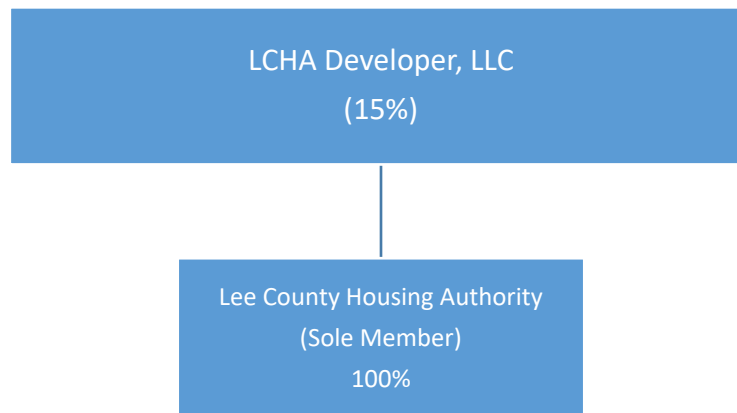 LCHA Developer, LLC
(15%)
Lee County Housing Authority
(Sole Member)
100%